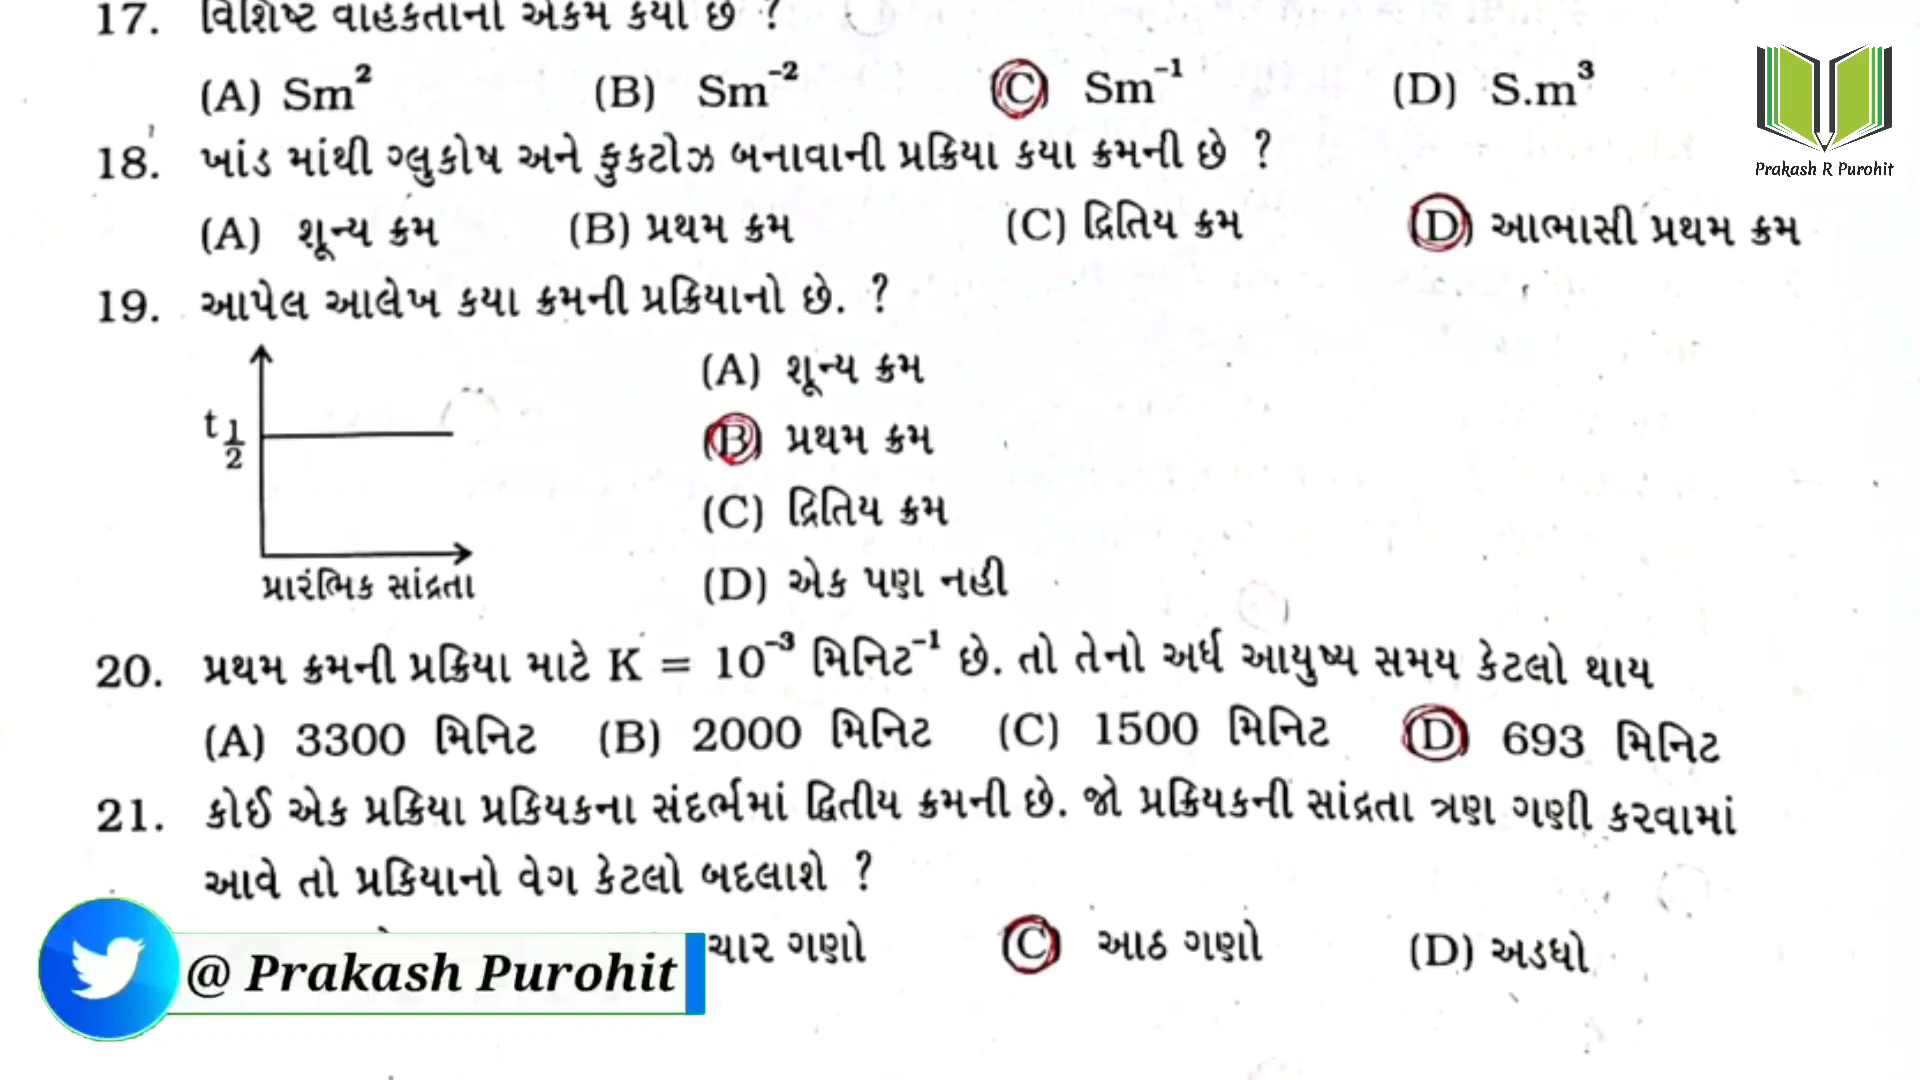 17. વિશિષ્ટ વાહકતાનો એકમ કયો છે ?
(A) Sm² (B) Sm⁻² (C) Sm⁻¹ (D) S.m³
18. ખાંડ માંથી ગ્લુકોષ અને ફ્રુકટોઝ બનાવાની પ્રક્રિયા કયા ક્રમની છે ?
(A) શૂન્ય ક્રમ (B) પ્રથમ ક્રમ (C) દ્રિતિય ક્રમ (D) આભાસી પ્રથમ ક્રમ
19. આપેલ આલેખ કયા ક્રમની પ્રક્રિયાનો છે. ?
t 1/2
પ્રારંભિક સાંદ્રતા
(A) શૂન્ય ક્રમ
(B) પ્રથમ ક્રમ
(C) દ્રિતિય ક્રમ
(D) એક પણ નહી
20. પ્રથમ ક્રમની પ્રક્રિયા માટે K = 10⁻³ મિનિટ⁻¹ છે. તો તેનો અર્ધ આયુષ્ય સમય કેટલો થાય
(A) 3300 મિનિટ (B) 2000 મિનિટ (C) 1500 મિનિટ (D) 693 મિનિટ
21. કોઈ એક પ્રક્રિયા પ્રકિયકના સંદર્ભમાં દ્વિતીય ક્રમની છે. જો પ્રક્રિયકની સાંદ્રતા ત્રણ ગણી કરવામાં
આવે તો પ્રક્રિયાનો વેગ કેટલો બદલાશે ?
ચાર ગણો (C) આઠ ગણો (D) અડધો
@ Prakash Purohit
Prakash R Purohit